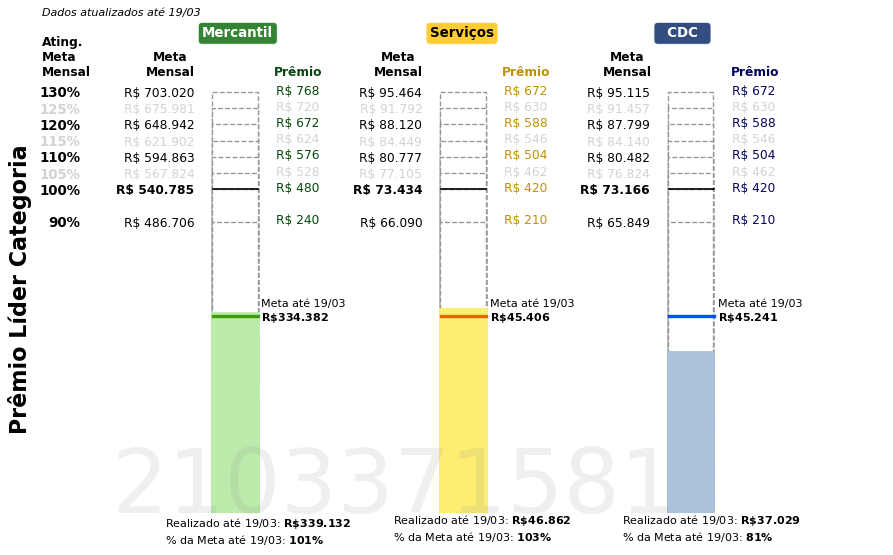 Dados atualizados até 19/03
Mercantil
Serviços
CDC
Ating. Meta Mensal
Meta Mensal
Prêmio
Meta Mensal
Prêmio
Meta Mensal
Prêmio
130% R$ 703.020 R$ 768 R$ 95.464 R$ 672 R$ 95.115 R$ 672
125% R$ 675.981 R$ 720 R$ 91.792 R$ 630 R$ 91.457 R$ 630
120% R$ 648.942 R$ 672 R$ 88.120 R$ 588 R$ 87.799 R$ 588
115% R$ 621.902 R$ 624 R$ 84.449 R$ 546 R$ 84.140 R$ 546
110% R$ 594.863 R$ 576 R$ 80.777 R$ 504 R$ 80.482 R$ 504
105% R$ 567.824 R$ 528 R$ 77.105 R$ 462 R$ 76.824 R$ 462
100% R$ 540.785 R$ 480 R$ 73.434 R$ 420 R$ 73.166 R$ 420
90% R$ 486.706 R$ 240 R$ 66.090 R$ 210 R$ 65.849 R$ 210
Prêmio Líder Categoria
Meta até 19/03
R$334.382
Meta até 19/03
R$45.406
Meta até 19/03
R$45.241
2103371581
Realizado até 19/03: R$339.132
% da Meta até 19/03: 101%
Realizado até 19/03: R$46.862
% da Meta até 19/03: 103%
Realizado até 19/03: R$37.029
% da Meta até 19/03: 81%